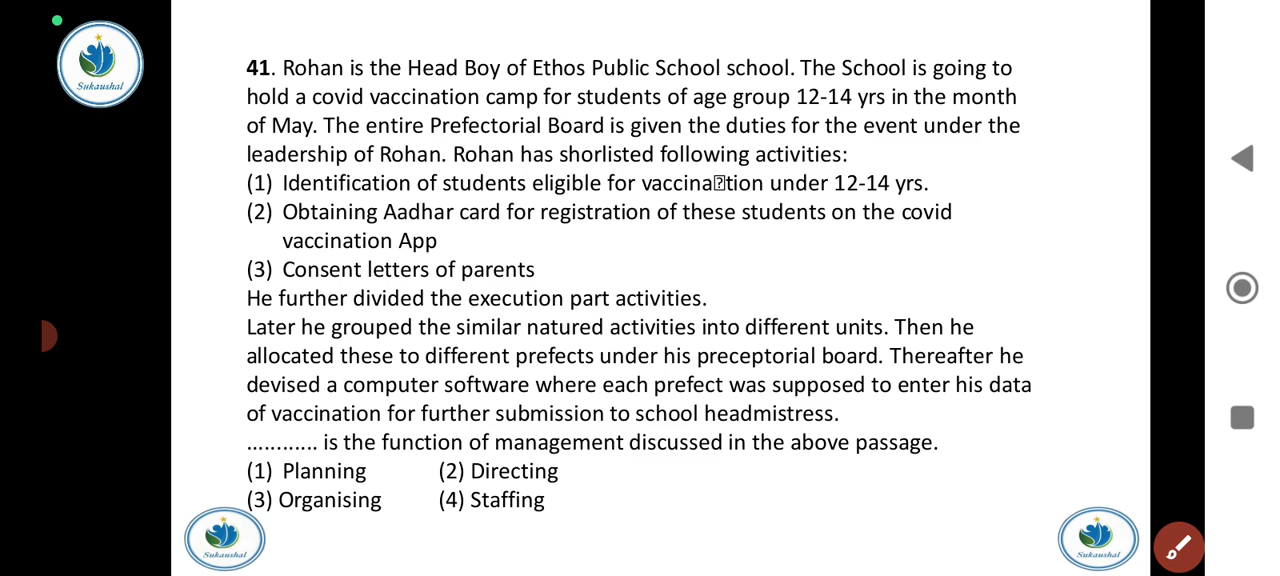 Sukaushal
41. Rohan is the Head Boy of Ethos Public School school. The School is going to
hold a covid vaccination camp for students of age group 12-14 yrs in the month
of May. The entire Prefectorial Board is given the duties for the event under the
leadership of Rohan. Rohan has shorlisted following activities:
(1) Identification of students eligible for vaccina�tion under 12-14 yrs.
(2) Obtaining Aadhar card for registration of these students on the covid
vaccination App
(3) Consent letters of parents
He further divided the execution part activities.
Later he grouped the similar natured activities into different units. Then he
allocated these to different prefects under his preceptorial board. Thereafter he
devised a computer software where each prefect was supposed to enter his data
of vaccination for further submission to school headmistress.
............ is the function of management discussed in the above passage.
(1) Planning (2) Directing
(3) Organising (4) Staffing
Sukaushal Sukaushal